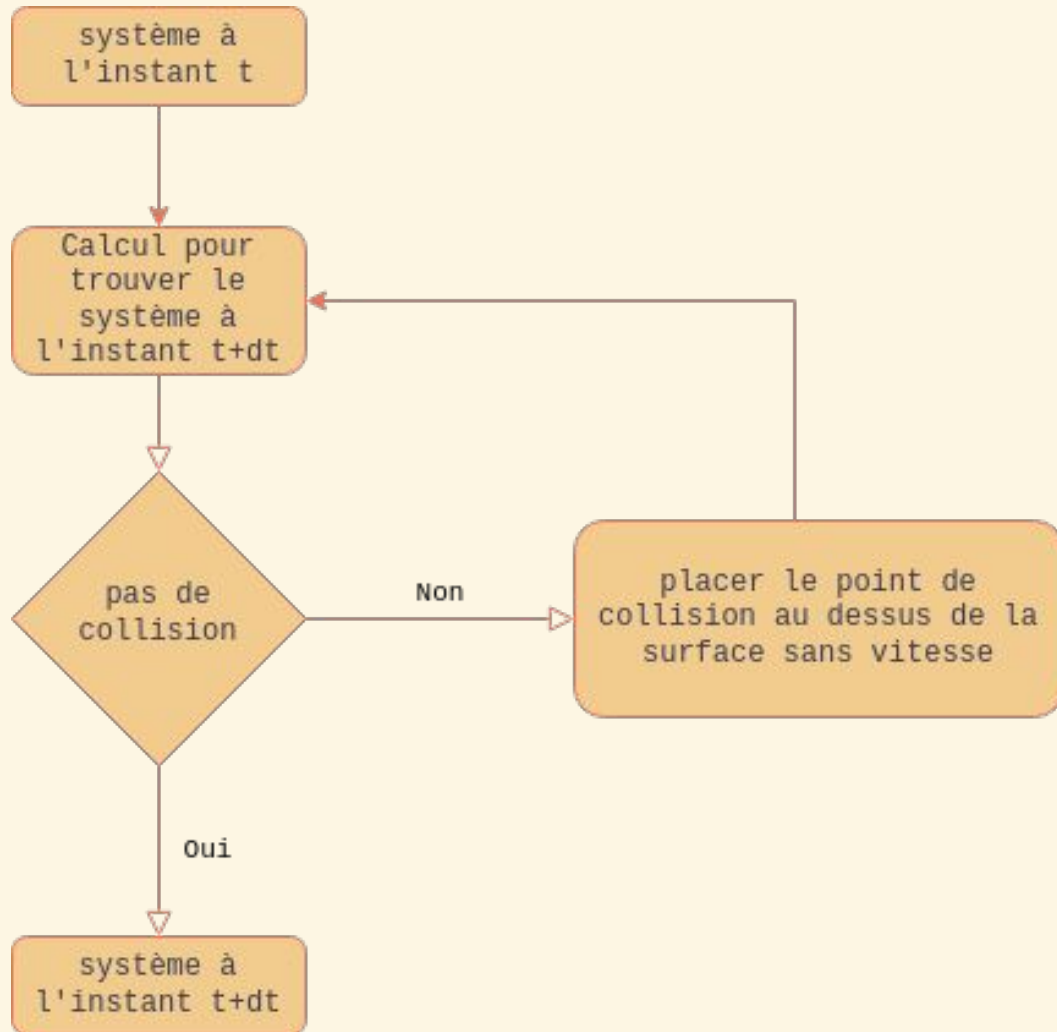 système à
l'instant t
Calcul pour
trouver le
système à
l'instant t+dt
pas de
collision
Non
placer le point de
collision au dessus de la
surface sans vitesse
Oui
système à
l'instant t+dt